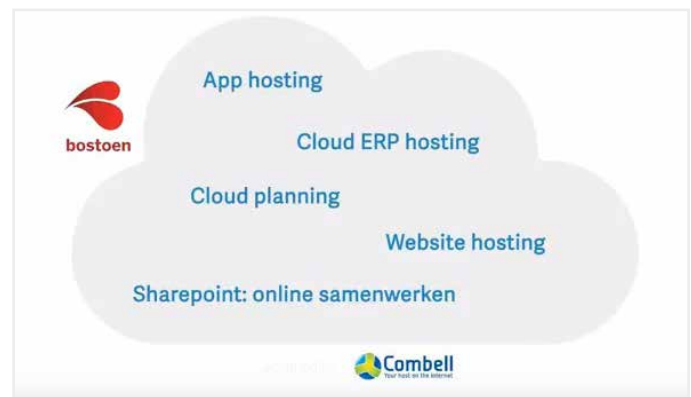 App hosting
bostoen
Cloud ERP hosting
Cloud planning
Website hosting
Sharepoint: online samenwerken
Combell
Your host on the internet